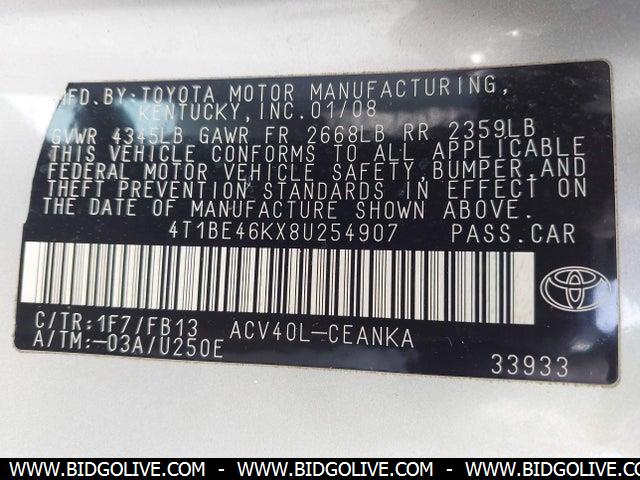 MFD.BY:TOYOTA MOTOR MANUFACTURING,
KENTUCKY,INC.01/08
GVWR 4345LB GAWR FR 2668LB RR 2359LB
THIS VEHICLE CONFORMS TO ALL APPLICABLE
FEDERAL MOTOR VEHICLE SAFETY,BUMPER,AND
THEFT PREVENTION STANDARDS IN EFFECT ON
THE DATE OF MANUFACTURE SHOWN ABOVE.
4T1BE46KX8U254907 PASS.CAR
C/TR:1F7/FB13 ACV40L-CEANKA
A/TM:-03A/U250E
33933
WWW.BIDGOLIVE.COM - WWW.BIDGOLIVE.COM - WWW.BIDGOLIVE.COM